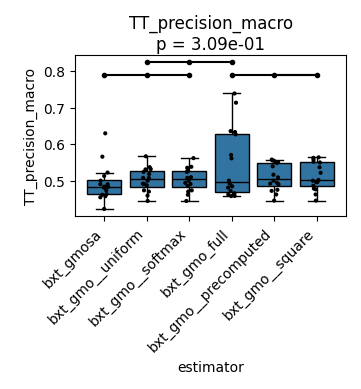 TT_precision_macro
p = 3.09e-01
TT_precision_macro
0.8
0.7
0.6
0.5
bxt_gmosa
bxt_gmo__uniform
bxt_gmo__softmax
bxt_gmo_full
bxt_gmo__precomputed
bxt_gmo__square
estimator